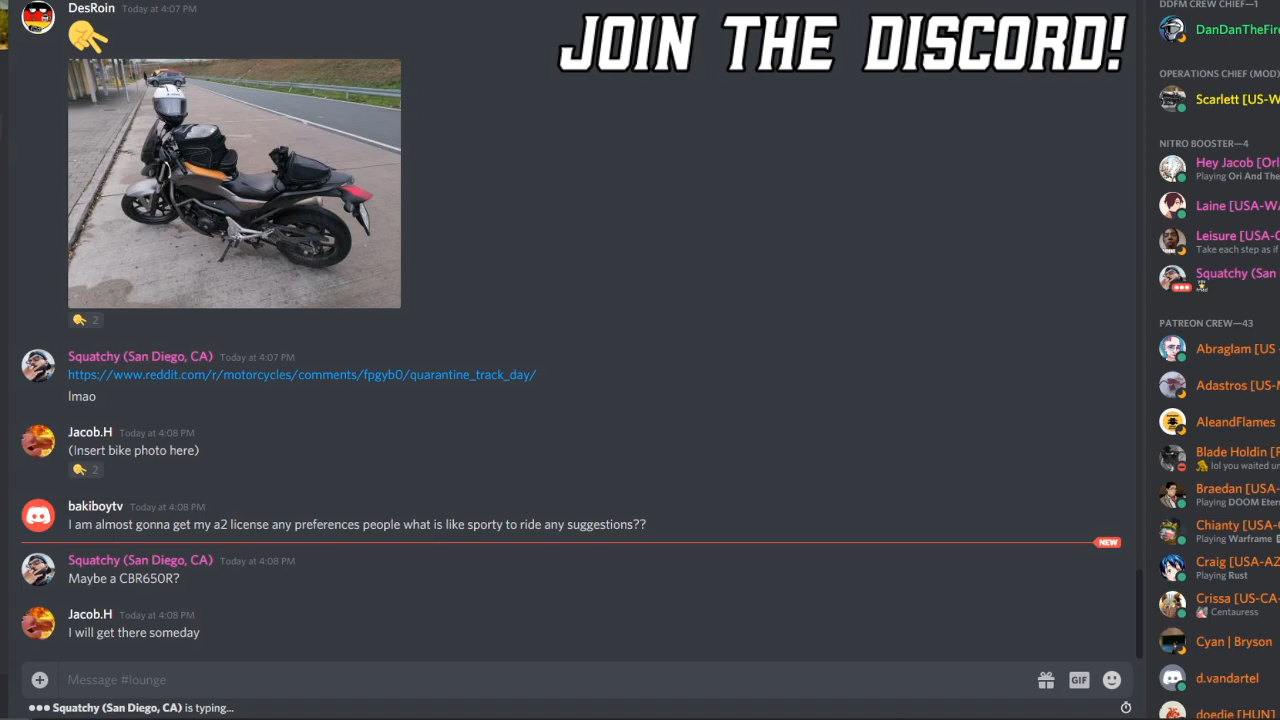 DesRoin Today at 4:07 PM
JOIN THE DISCORD!
2
Squatchy (San Diego, CA) Today at 4:07 PM
https://www.reddit.com/r/motorcycles/comments/fpgyb0/quarantine_track_day/
lmao
Jacob.H Today at 4:08 PM
(Insert bike photo here)
2
bakiboytv Today at 4:08 PM
I am almost gonna get my a2 license any preferences people what is like sporty to ride any suggestions??
NEW
Squatchy (San Diego, CA) Today at 4:08 PM
Maybe a CBR650R?
Jacob.H Today at 4:08 PM
I will get there someday
Message #lounge
GIF
Squatchy (San Diego, CA) is typing...
DDFM CREW CHIEF—1
DanDanTheFire
OPERATIONS CHIEF (MOD)
Scarlett [US-W
NITRO BOOSTER—4
Hey Jacob [Orl
Playing Ori And The
Laine [USA-WA
Leisure [USA-C
Take each step as if
Squatchy (San
PATREON CREW—43
Abraglam [US
Adastros [US-M
AleandFlames
Blade Holdin [F
lol you waited un
Braedan [USA-
Playing DOOM Eter
Chianty [USA-C
Playing Warframe
Craig [USA-AZ
Playing Rust
Crissa [US-CA-
Centauress
Cyan | Bryson
d.vandartel
doedie [HUN]